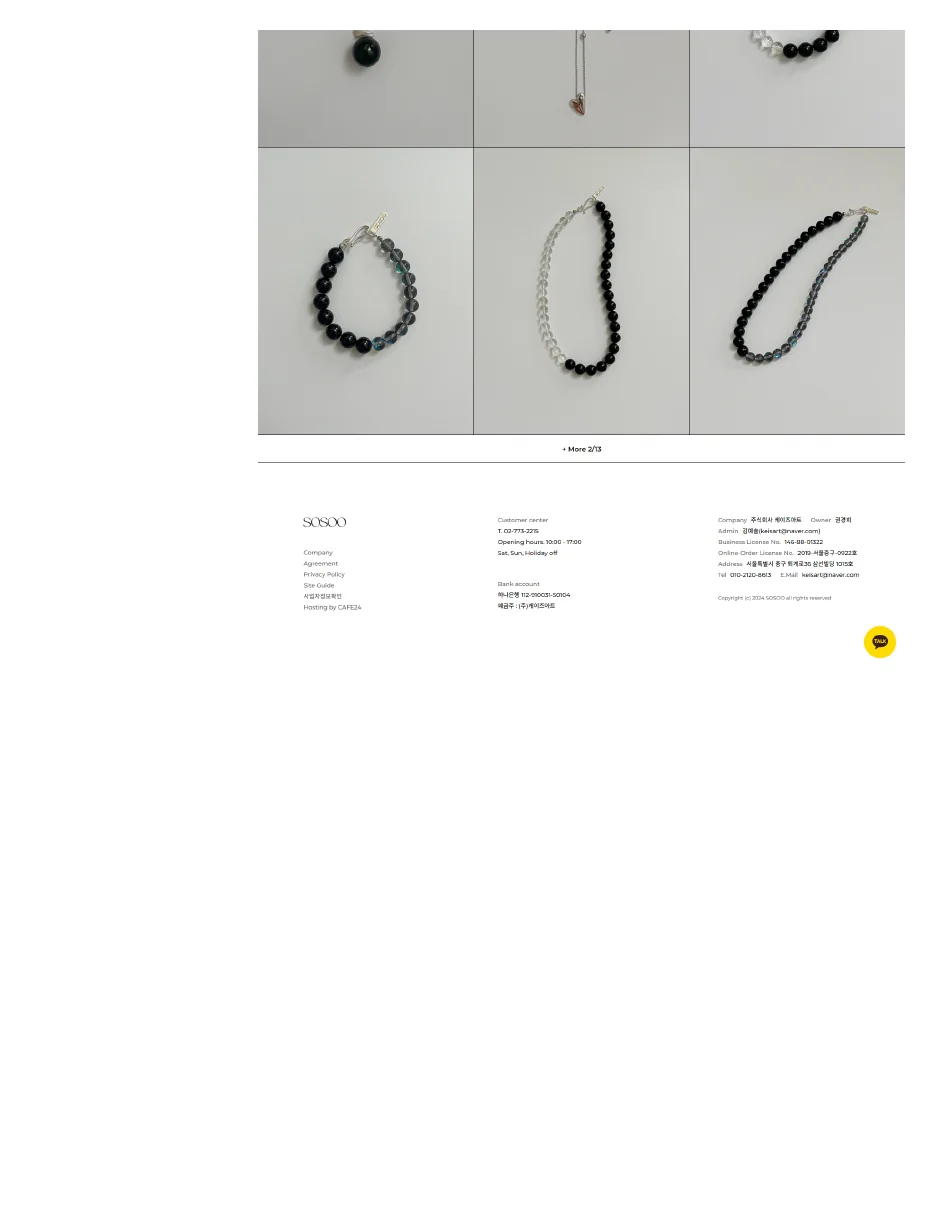 + More 2/13
SOSOO
Company
Agreement
Privacy Policy
Site Guide
사업자정보확인
Hosting by CAFE24
Customer center
T. 02-773-2215
Opening hours. 10:00 - 17:00
Sat, Sun, Holiday off
Bank account
하나은행 112-910031-50104
예금주 : (주)케이즈아트
Company 주식회사 케이즈아트 Owner 권경희
Admin 김예솔(keisart@naver.com)
Business License No. 146-88-01322
Online-Order License No. 2019-서울중구-0922호
Address 서울특별시 중구 퇴계로36 삼선빌딩 1015호
Tel 010-2120-8613 E.Mail keisart@naver.com
Copyright (c) 2024 SOSOO all rights reserved
TALK